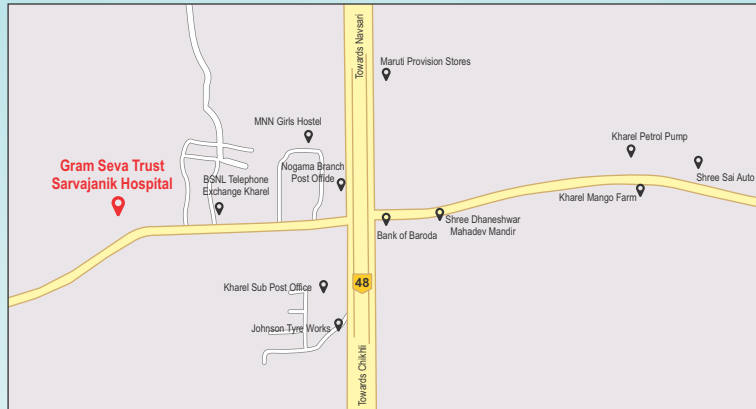 Towards Navsari
Maruti Provision Stores
MNN Girls Hostel
Kharel Petrol Pump
Gram Seva Trust
Sarvajanik Hospital
Nogama Branch
Post Office
Shree Sai Auto
BSNL Telephone
Exchange Kharel
Kharel Mango Farm
Shree Dhaneshwar
Mahadev Mandir
Bank of Baroda
Kharel Sub Post Office
48
Johnson Tyre Works
Towards Chikhli